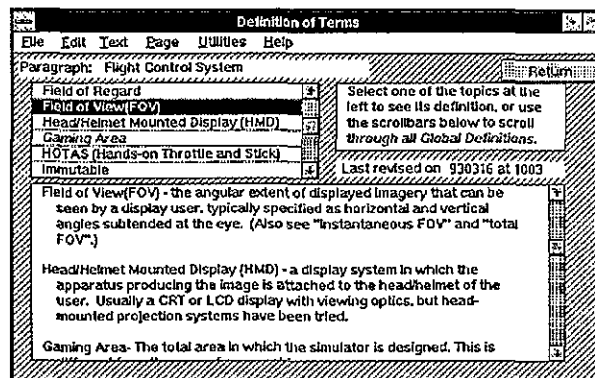 Definition of Terms
File Edit Text Page Utilities Help
Paragraph: Flight Control System
Return
Field of Regard
Field of View(FOV)
Head/Helmet Mounted Display (HMD)
Gaming Area
HOTAS (Hands-on Throttle and Stick)
Immutable
Select one of the topics at the
left to see its definition, or use
the scrollbars below to scroll
through all Global Definitions.
Last revised on 930316 at 1003
Field of View(FOV) - the angular extent of displayed imagery that can be
seen by a display user, typically specified as horizontal and vertical
angles subtended at the eye. (Also see "Instantaneous FOV" and "total
FOV".)
Head/Helmet Mounted Display (HMD) - a display system in which the
apparatus producing the image is attached to the head/helmet of the
user. Usually a CRT or LCD display with viewing optics, but head-
mounted projection systems have been tried.
Gaming Area- The total area in which the simulator is designed. This is